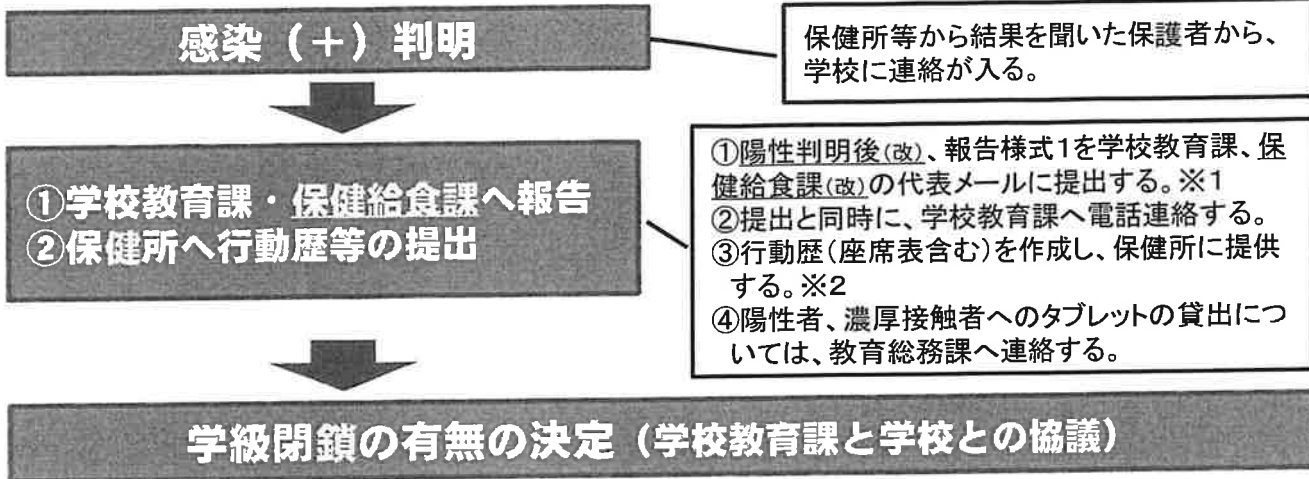 感染（＋）判明
保健所等から結果を聞いた保護者から、
学校に連絡が入る。
①学校教育課・保健給食課へ報告
②保健所へ行動歴等の提出
①陽性判明後(改)、報告様式1を学校教育課、保
健給食課(改)の代表メールに提出する。※1
②提出と同時に、学校教育課へ電話連絡する。
③行動歴(座席表含む)を作成し、保健所に提供
する。※2
④陽性者、濃厚接触者へのタブレットの貸出につ
いては、教育総務課へ連絡する。
学級閉鎖の有無の決定（学校教育課と学校との協議）